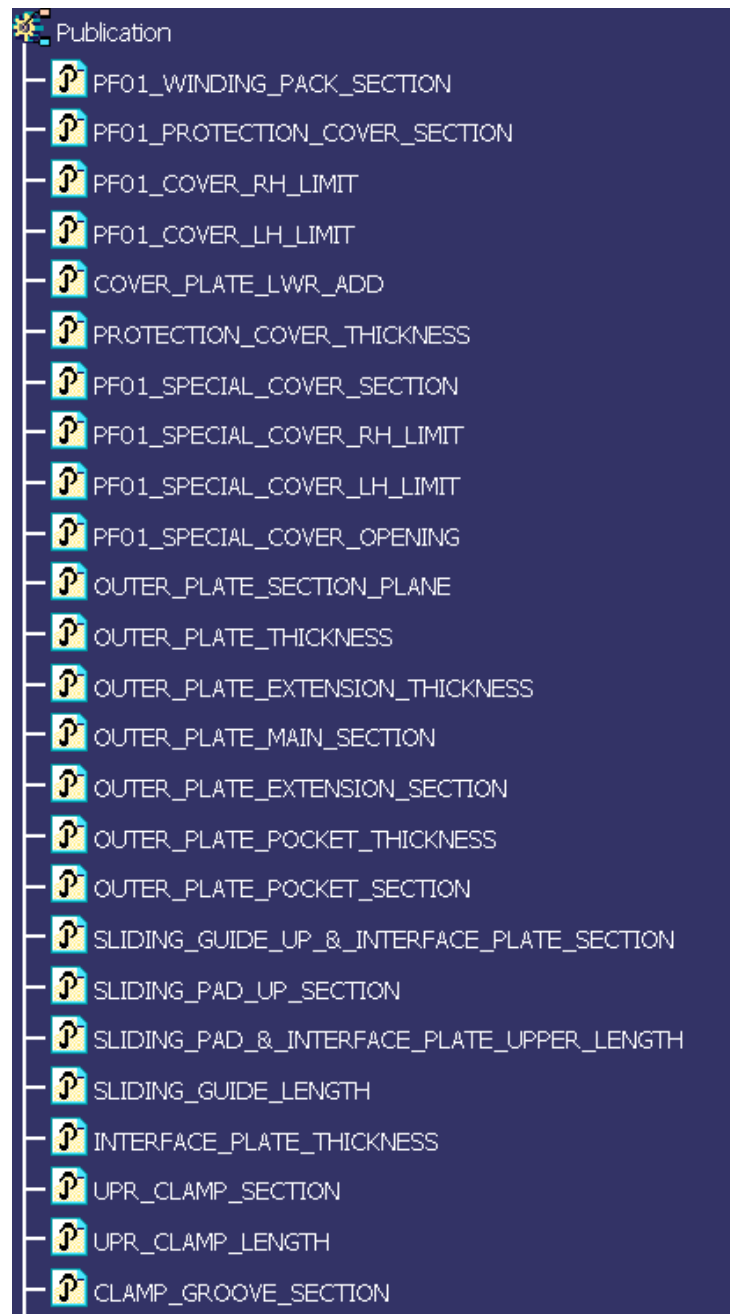 Publication
PF01_WINDING_PACK_SECTION
PF01_PROTECTION_COVER_SECTION
PF01_COVER_RH_LIMIT
PF01_COVER_LH_LIMIT
COVER_PLATE_LWR_ADD
PROTECTION_COVER_THICKNESS
PF01_SPECIAL_COVER_SECTION
PF01_SPECIAL_COVER_RH_LIMIT
PF01_SPECIAL_COVER_LH_LIMIT
PF01_SPECIAL_COVER_OPENING
OUTER_PLATE_SECTION_PLANE
OUTER_PLATE_THICKNESS
OUTER_PLATE_EXTENSION_THICKNESS
OUTER_PLATE_MAIN_SECTION
OUTER_PLATE_EXTENSION_SECTION
OUTER_PLATE_POCKET_THICKNESS
OUTER_PLATE_POCKET_SECTION
SLIDING_GUIDE_UP_&_INTERFACE_PLATE_SECTION
SLIDING_PAD_UP_SECTION
SLIDING_PAD_&_INTERFACE_PLATE_UPPER_LENGTH
SLIDING_GUIDE_LENGTH
INTERFACE_PLATE_THICKNESS
UPR_CLAMP_SECTION
UPR_CLAMP_LENGTH
CLAMP_GROOVE_SECTION